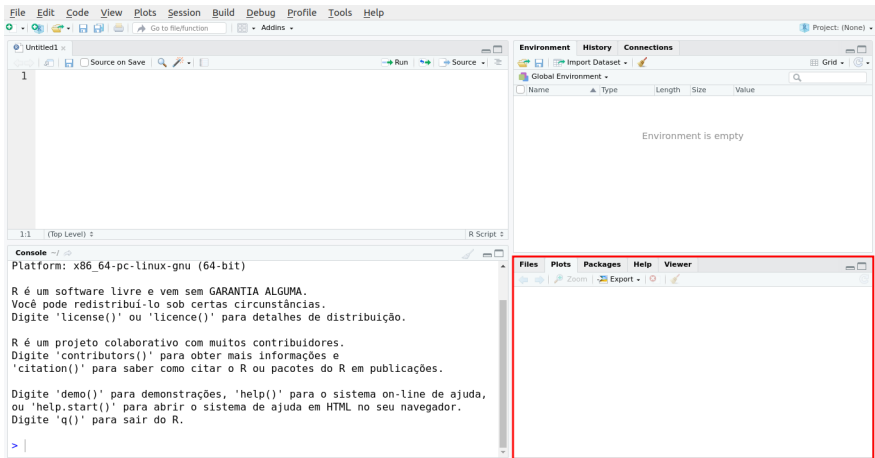 File Edit Code View Plots Session Build Debug Profile Tools Help
Go to file/function Addins Project: (None)
Untitled1
Source on Save Run Source
1
1:1 (Top Level) R Script
Console ~/
Platform: x86_64-pc-linux-gnu (64-bit)
R é um software livre e vem sem GARANTIA ALGUMA.
Você pode redistribuí-lo sob certas circunstâncias.
Digite 'license()' ou 'licence()' para detalhes de distribuição.
R é um projeto colaborativo com muitos contribuidores.
Digite 'contributors()' para obter mais informações e
'citation()' para saber como citar o R ou pacotes do R em publicações.
Digite 'demo()' para demonstrações, 'help()' para o sistema on-line de ajuda,
ou 'help.start()' para abrir o sistema de ajuda em HTML no seu navegador.
Digite 'q()' para sair do R.
>
Environment History Connections
Import Dataset Grid
Global Environment
Name Type Length Size Value
Environment is empty
Files Plots Packages Help Viewer
Zoom Export